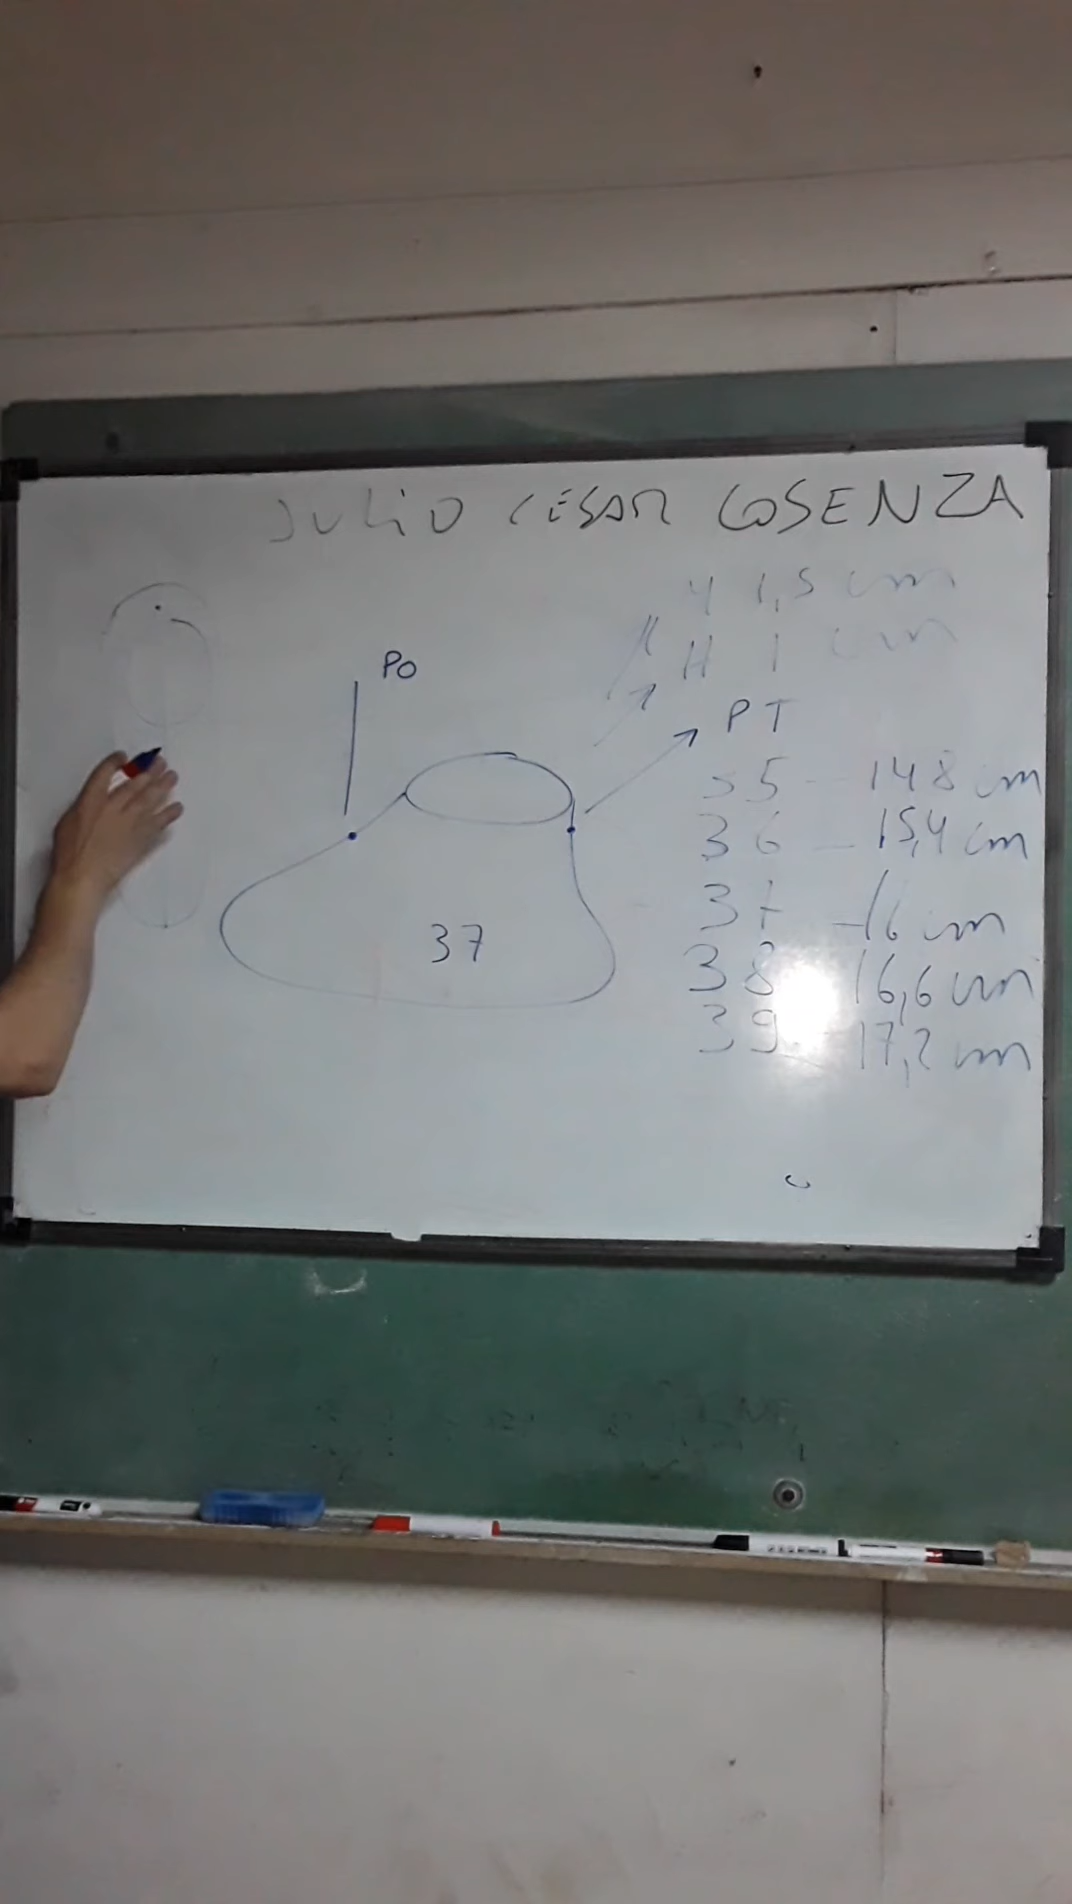 JULIO CESAR COSENZA
M 1,5 cm
H 1 cm
PO
PT
35 - 14,8 cm
36 - 15,4 cm
37 - 16 cm
37
38 - 16,6 cm
39 - 17,2 cm